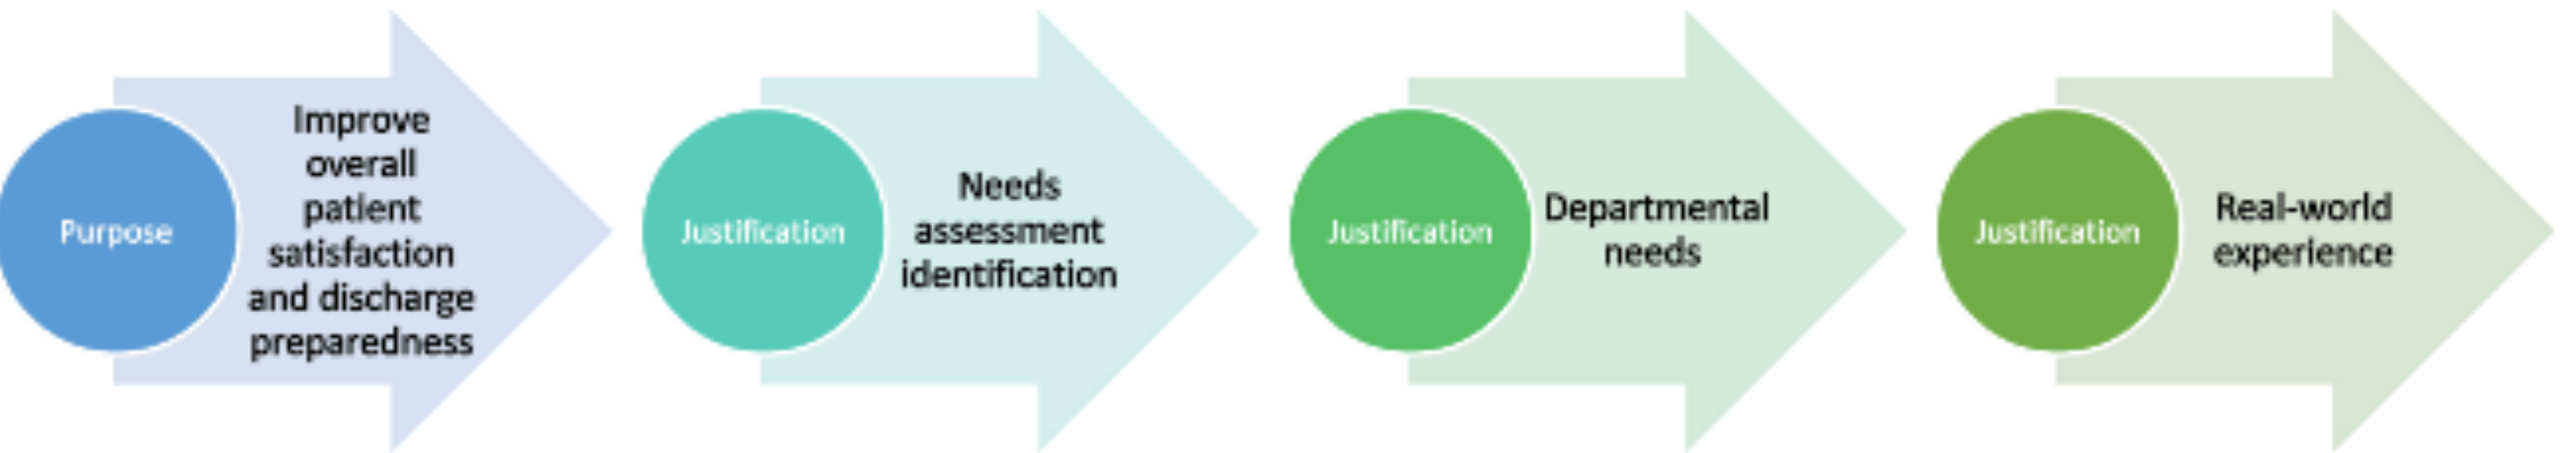 Purpose
Improve
overall
patient
satisfaction
and discharge
preparedness
Justification
Needs
assessment
identification
Justification
Departmental
needs
Justification
Real-world
experience